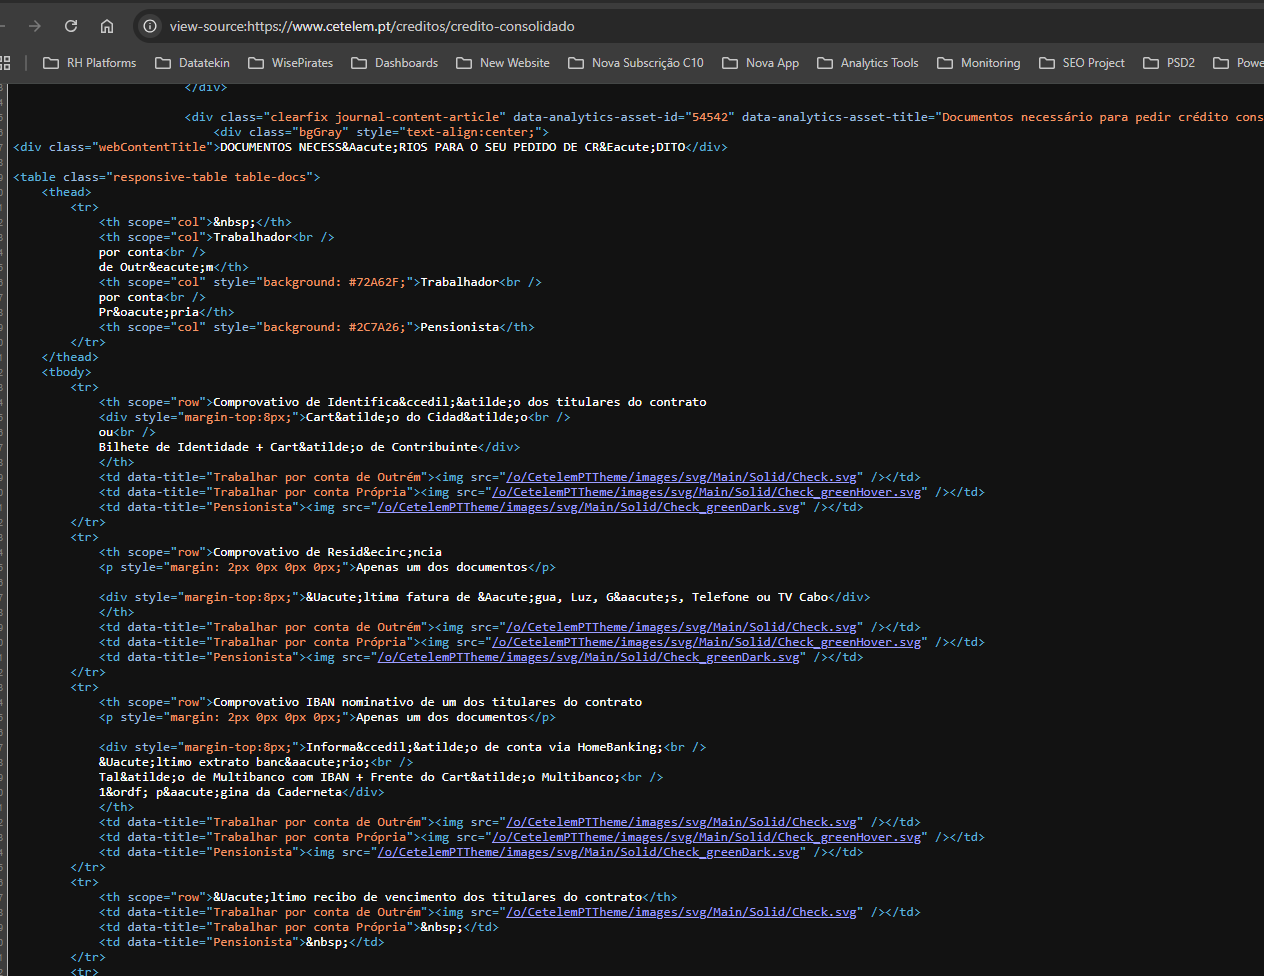 view-source:https://www.cetelem.pt/creditos/credito-consolidado
RH Platforms Datatekin WisePirates Dashboards New Website Nova Subscrição C10 Nova App Analytics Tools Monitoring SEO Project PSD2 Powe
</div>
<div class="clearfix journal-content-article" data-analytics-asset-id="54542" data-analytics-asset-title="Documentos necessário para pedir crédito cons
<div class="bgGray" style="text-align:center;">
<div class="webContentTitle">DOCUMENTOS NECESS&Aacute;RIOS PARA O SEU PEDIDO DE CR&Eacute;DITO</div>
<table class="responsive-table table-docs">
<thead>
<tr>
<th scope="col">&nbsp;</th>
<th scope="col">Trabalhador<br />
por conta<br />
de Outr&eacute;m</th>
<th scope="col" style="background: #72A62F;">Trabalhador<br />
por conta<br />
Pr&oacute;pria</th>
<th scope="col" style="background: #2C7A26;">Pensionista</th>
</tr>
</thead>
<tbody>
<tr>
<th scope="row">Comprovativo de Identifica&ccedil;&atilde;o dos titulares do contrato
<div style="margin-top:8px;">Cart&atilde;o do Cidad&atilde;o<br />
ou<br />
Bilhete de Identidade + Cart&atilde;o de Contribuinte</div>
</th>
<td data-title="Trabalhar por conta de Outrém"><img src="/o/CetelemPTTheme/images/svg/Main/Solid/Check.svg" /></td>
<td data-title="Trabalhar por conta Própria"><img src="/o/CetelemPTTheme/images/svg/Main/Solid/Check_greenHover.svg" /></td>
<td data-title="Pensionista"><img src="/o/CetelemPTTheme/images/svg/Main/Solid/Check_greenDark.svg" /></td>
</tr>
<tr>
<th scope="row">Comprovativo de Resid&ecirc;ncia
<p style="margin: 2px 0px 0px 0px;">Apenas um dos documentos</p>
<div style="margin-top:8px;">&Uacute;ltima fatura de &Aacute;gua, Luz, G&aacute;s, Telefone ou TV Cabo</div>
</th>
<td data-title="Trabalhar por conta de Outrém"><img src="/o/CetelemPTTheme/images/svg/Main/Solid/Check.svg" /></td>
<td data-title="Trabalhar por conta Própria"><img src="/o/CetelemPTTheme/images/svg/Main/Solid/Check_greenHover.svg" /></td>
<td data-title="Pensionista"><img src="/o/CetelemPTTheme/images/svg/Main/Solid/Check_greenDark.svg" /></td>
</tr>
<tr>
<th scope="row">Comprovativo IBAN nominativo de um dos titulares do contrato
<p style="margin: 2px 0px 0px 0px;">Apenas um dos documentos</p>
<div style="margin-top:8px;">Informa&ccedil;&atilde;o de conta via HomeBanking;<br />
&Uacute;ltimo extrato banc&aacute;rio;<br />
Tal&atilde;o de Multibanco com IBAN + Frente do Cart&atilde;o Multibanco;<br />
1&ordf; p&aacute;gina da Caderneta</div>
</th>
<td data-title="Trabalhar por conta de Outrém"><img src="/o/CetelemPTTheme/images/svg/Main/Solid/Check.svg" /></td>
<td data-title="Trabalhar por conta Própria"><img src="/o/CetelemPTTheme/images/svg/Main/Solid/Check_greenHover.svg" /></td>
<td data-title="Pensionista"><img src="/o/CetelemPTTheme/images/svg/Main/Solid/Check_greenDark.svg" /></td>
</tr>
<tr>
<th scope="row">&Uacute;ltimo recibo de vencimento dos titulares do contrato</th>
<td data-title="Trabalhar por conta de Outrém"><img src="/o/CetelemPTTheme/images/svg/Main/Solid/Check.svg" /></td>
<td data-title="Trabalhar por conta Própria">&nbsp;</td>
<td data-title="Pensionista">&nbsp;</td>
</tr>
<tr>